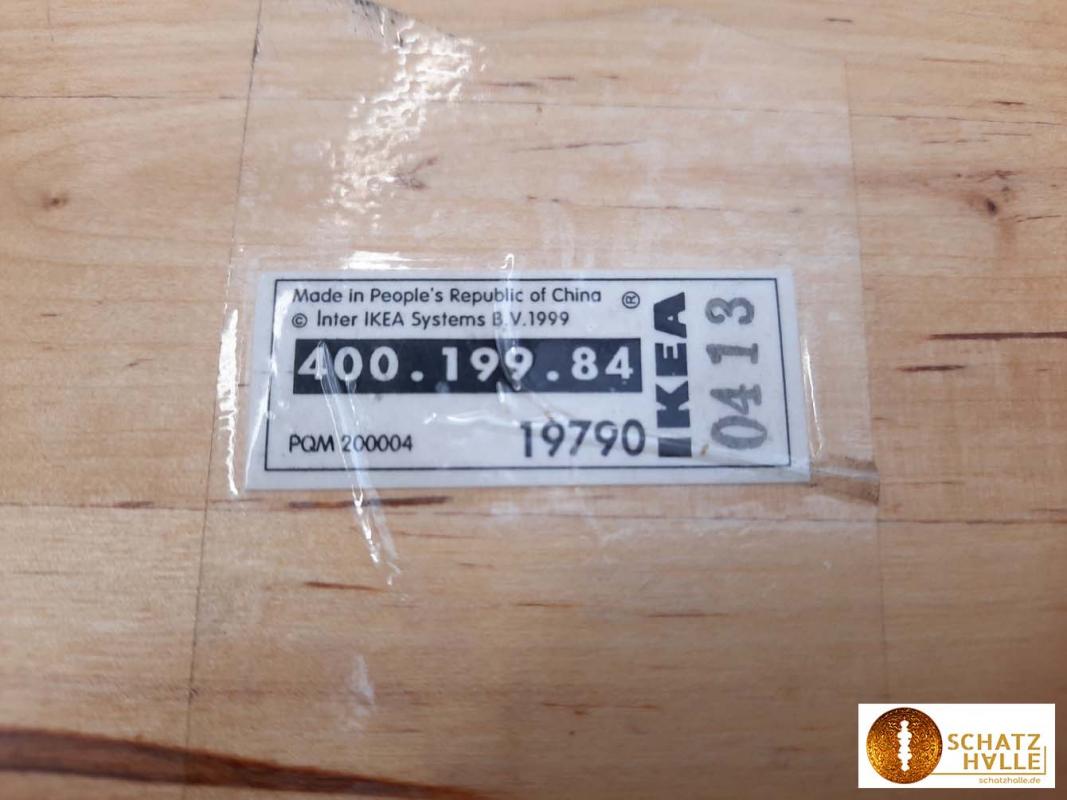 Made in People's Republic of China ®
© Inter IKEA Systems B.V.1999
400.199.84
PQM 200004 19790
IKEA
0413
SCHATZ
HALLE
schatzhalle.de